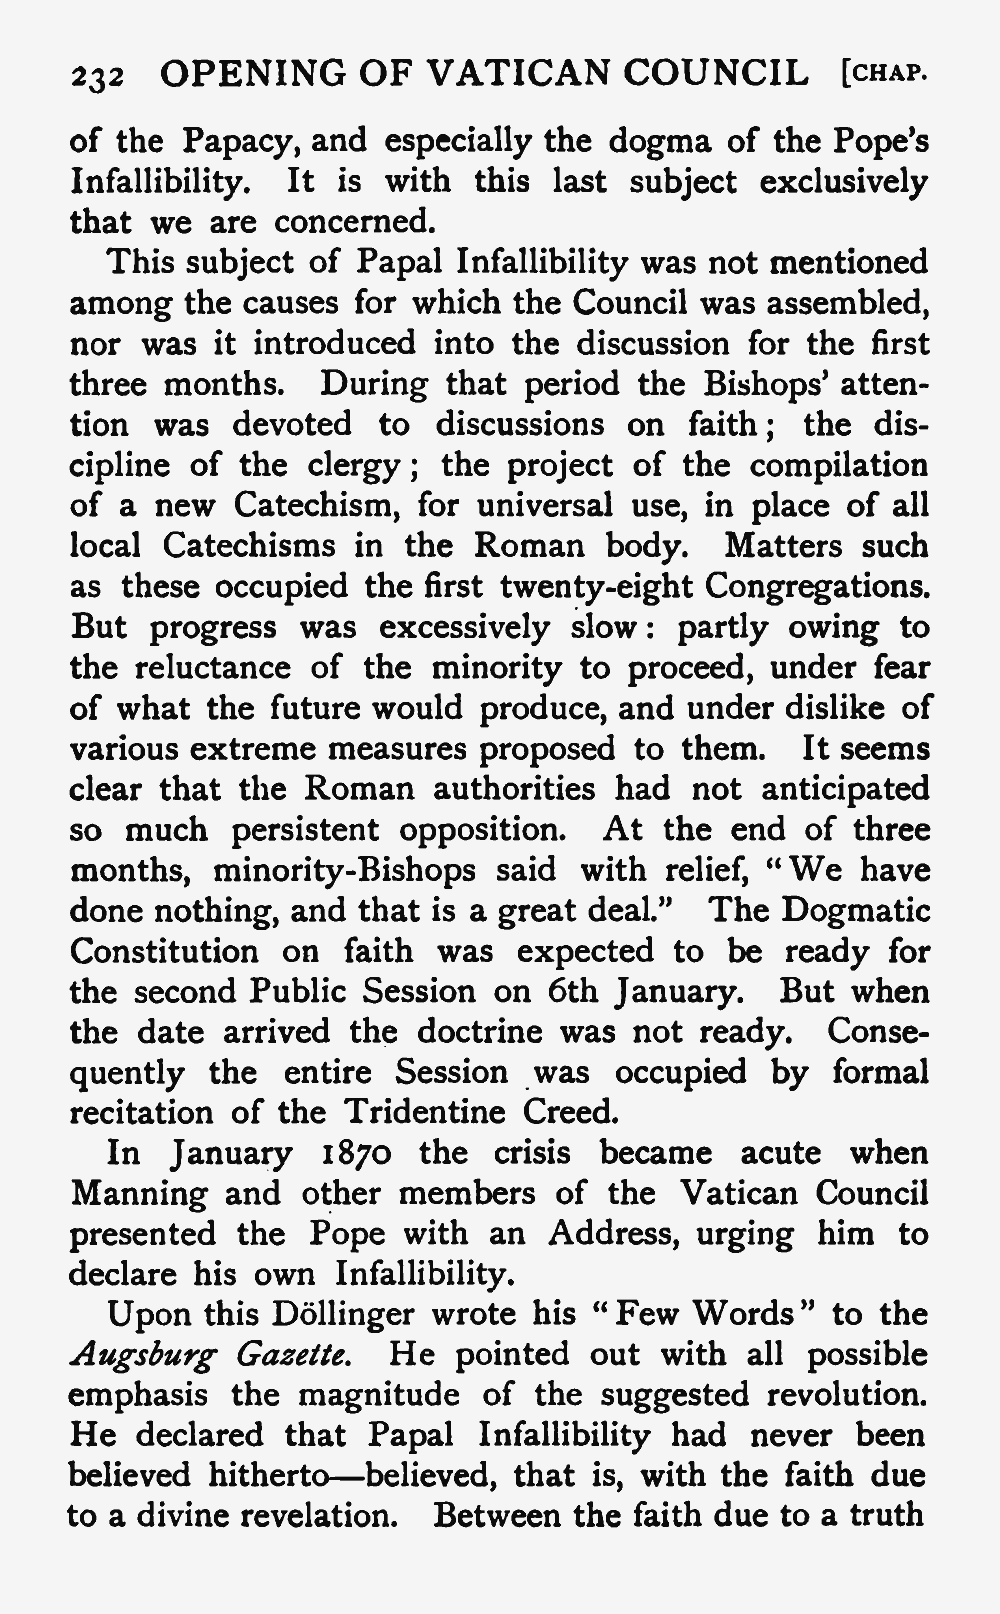 232 OPENING OF VATICAN COUNCIL [CHAP.
of the Papacy, and especially the dogma of the Pope's
Infallibility. It is with this last subject exclusively
that we are concerned.
This subject of Papal Infallibility was not mentioned
among the causes for which the Council was assembled,
nor was it introduced into the discussion for the first
three months. During that period the Bishops' atten-
tion was devoted to discussions on faith; the dis-
cipline of the clergy; the project of the compilation
of a new Catechism, for universal use, in place of all
local Catechisms in the Roman body. Matters such
as these occupied the first twenty-eight Congregations.
But progress was excessively slow: partly owing to
the reluctance of the minority to proceed, under fear
of what the future would produce, and under dislike of
various extreme measures proposed to them. It seems
clear that the Roman authorities had not anticipated
so much persistent opposition. At the end of three
months, minority-Bishops said with relief, "We have
done nothing, and that is a great deal." The Dogmatic
Constitution on faith was expected to be ready for
the second Public Session on 6th January. But when
the date arrived the doctrine was not ready. Conse-
quently the entire Session was occupied by formal
recitation of the Tridentine Creed.
In January 1870 the crisis became acute when
Manning and other members of the Vatican Council
presented the Pope with an Address, urging him to
declare his own Infallibility.
Upon this Döllinger wrote his "Few Words" to the
Augsburg Gazette. He pointed out with all possible
emphasis the magnitude of the suggested revolution.
He declared that Papal Infallibility had never been
believed hitherto—believed, that is, with the faith due
to a divine revelation. Between the faith due to a truth